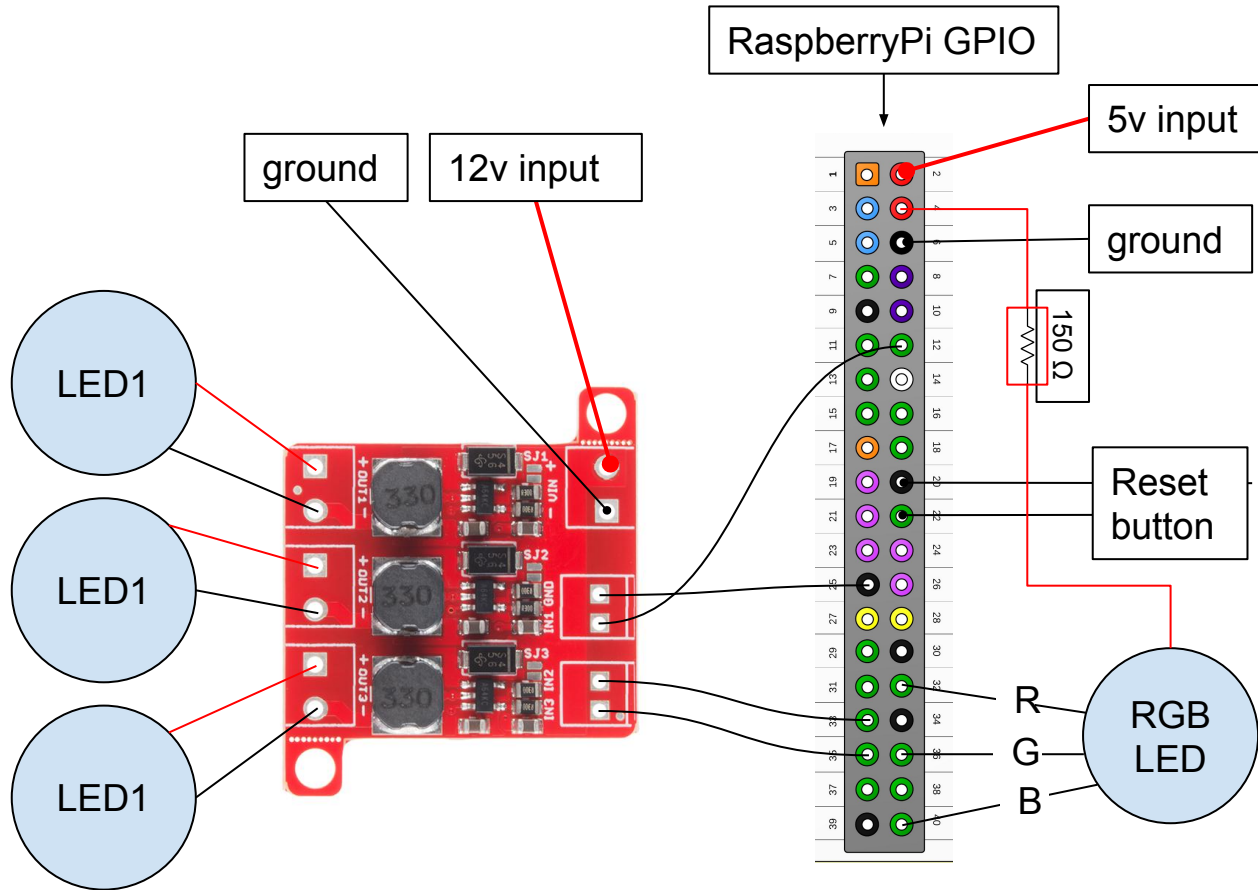 RaspberryPi GPIO
5v input
ground
12v input
ground
150 Ω
Reset
button
LED1
LED1
LED1
RGB
LED
R
G
B
1 2
3 4
5 6
7 8
9 10
11 12
13 14
15 16
17 18
19 20
21 22
23 24
25 26
27 28
29 30
31 32
33 34
35 36
37 38
39 40
+ OUT1 -
+ OUT2 -
+ OUT3 -
330
330
330
SJ1
SJ2
SJ3
+ VIN -
IN1 GND
IN3 IN2